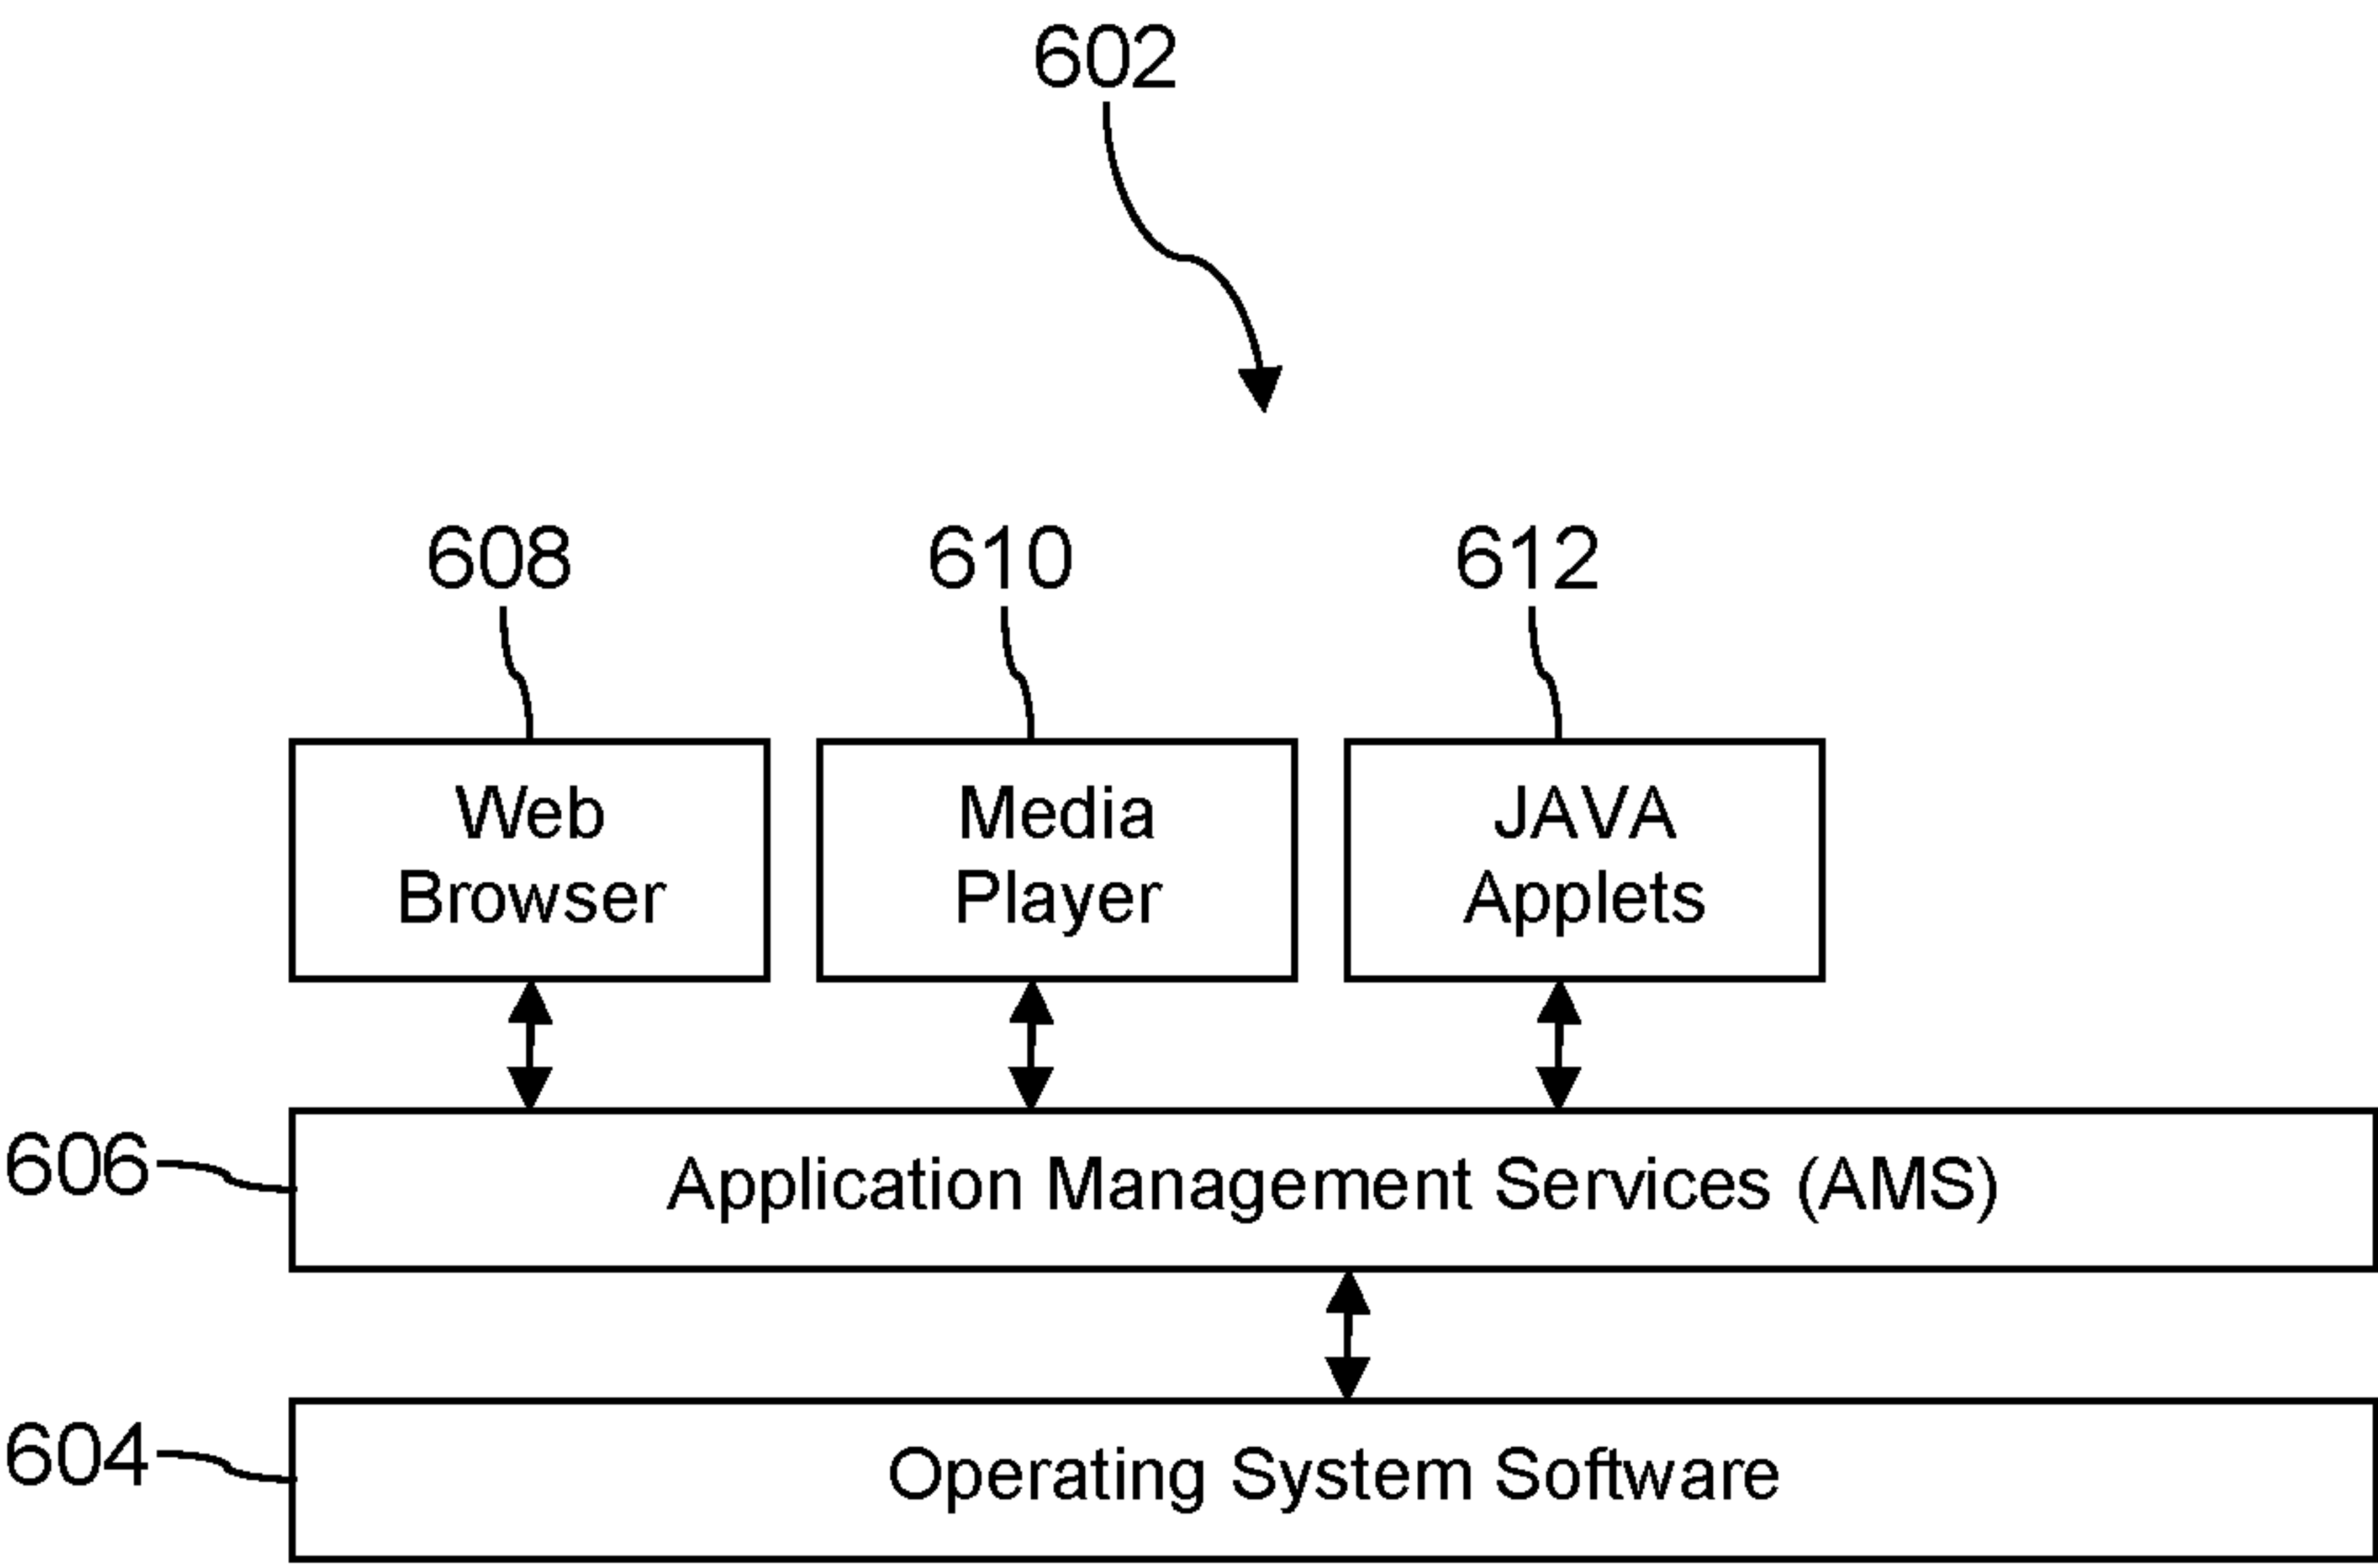 602
608
610
612
Web
Browser
Media
Player
JAVA
Applets
606
Application Management Services (AMS)
604
Operating System Software